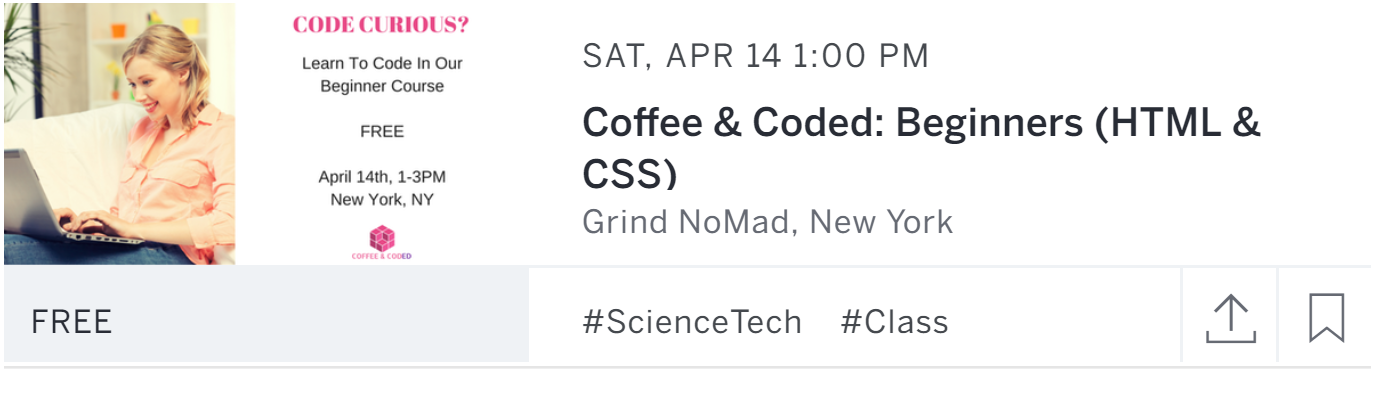 CODE CURIOUS?
Learn To Code In Our
Beginner Course
FREE
April 14th, 1-3PM
New York, NY
COFFEE & CODED
SAT, APR 14 1:00 PM
Coffee & Coded: Beginners (HTML &
CSS)
Grind NoMad, New York
FREE
#ScienceTech #Class